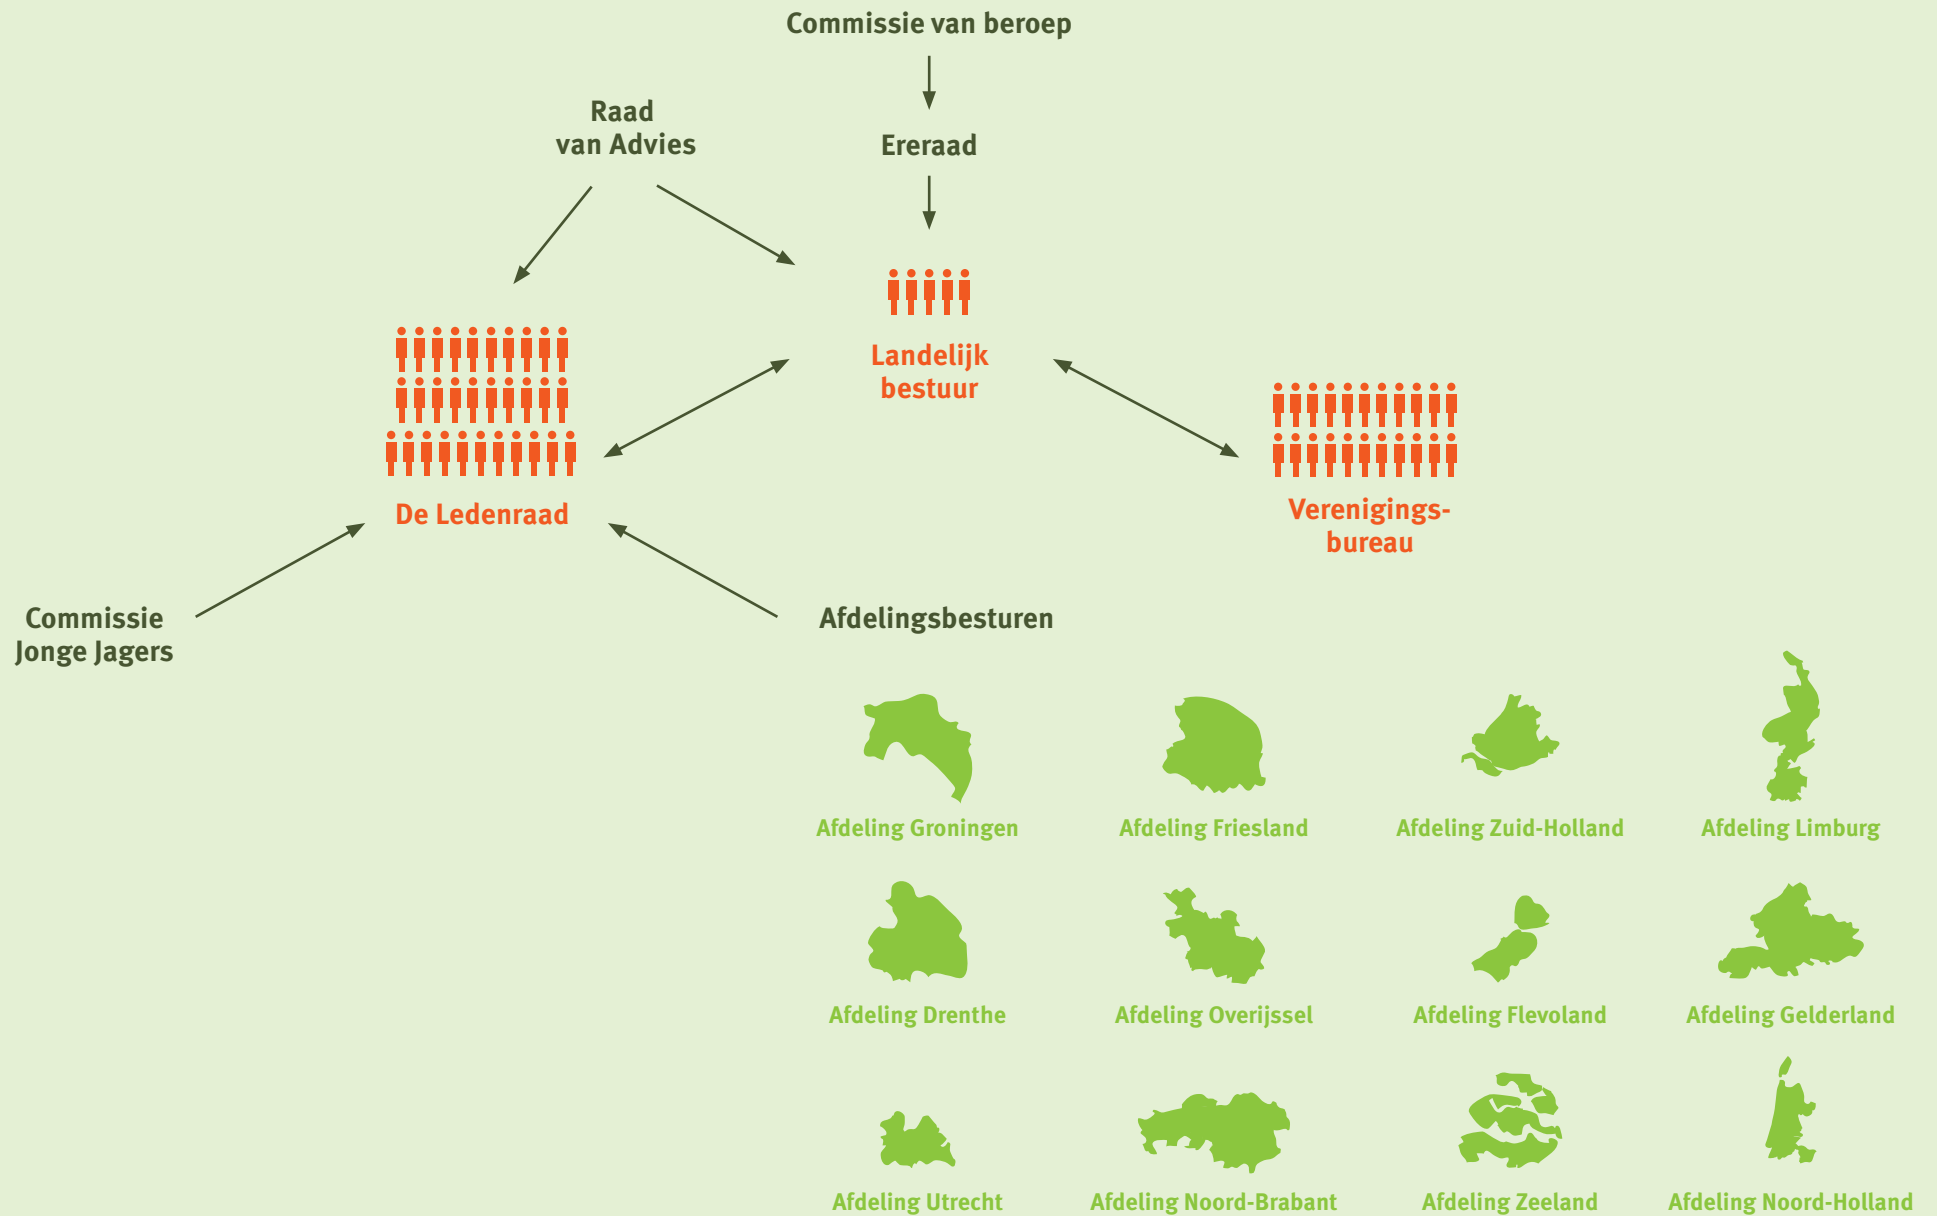 Commissie van beroep
Raad
van Advies
Ereraad
Landelijk
bestuur
De Ledenraad
Verenigings-
bureau
Commissie
Jonge Jagers
Afdelingsbesturen
Afdeling Groningen
Afdeling Friesland
Afdeling Zuid-Holland
Afdeling Limburg
Afdeling Drenthe
Afdeling Overijssel
Afdeling Flevoland
Afdeling Gelderland
Afdeling Utrecht
Afdeling Noord-Brabant
Afdeling Zeeland
Afdeling Noord-Holland